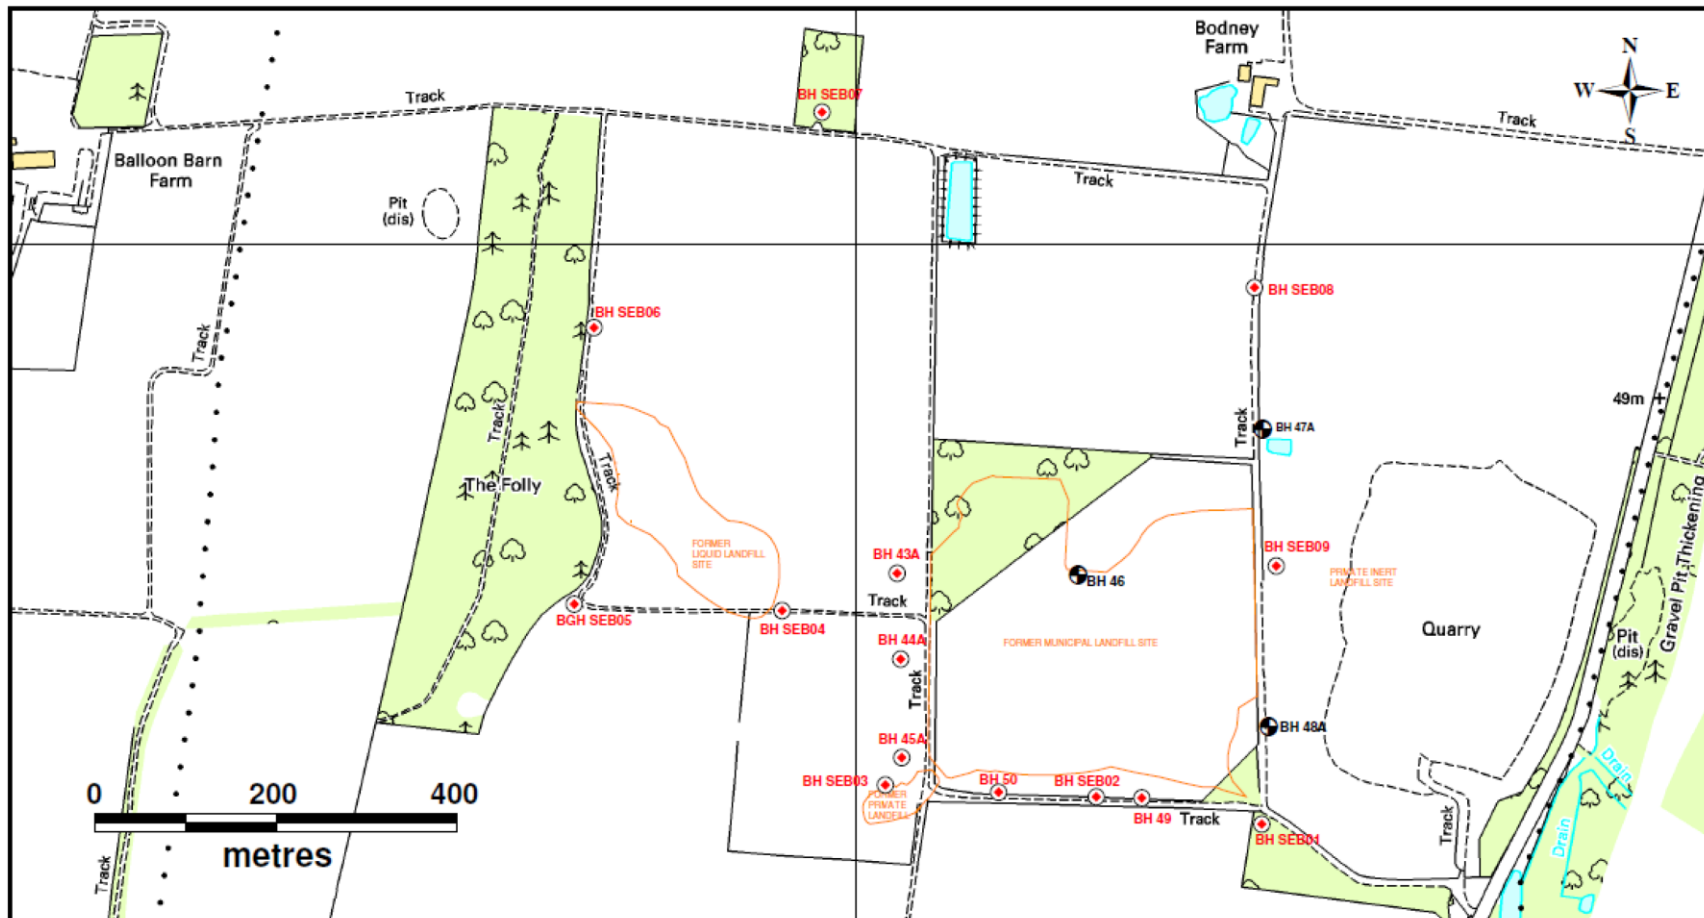 Bodney
Farm
N
W
E
S
BH SEB07
Track
Track
Track
Balloon Barn
Farm
Pit
(dis)
BH SEB08
BH SEB06
Track
Track
49m
BH 47A
Track
Track
The Folly
Gravel Pit Thickening
FORMER
LIQUID LANDFILL
SITE
BH 43A
BH SEB09
PRIVATE INERT
LANDFILL SITE
BH 46
Track
BGH SEB05
BH SEB04
BH 44A
FORMER MUNICIPAL LANDFILL SITE
Quarry
Pit
(dis)
Track
BH 48A
BH 45A
Drain
BH SEB03
BH 50
BH SEB02
FORMER
PRIVATE
LANDFILL
BH 49
Track
BH SEB01
Track
Drain
0 200 400
metres
Track